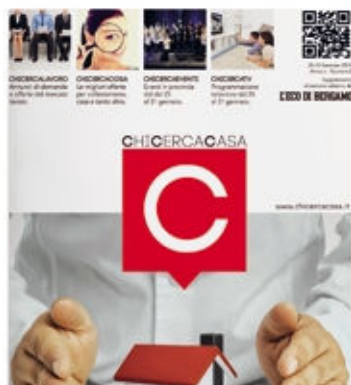 CHICERCALAVORO
Annunci di domanda
e offerta del mercato
lavoro
CHICERCACOSA
Le migliori offerte
per collezionismo,
casa e tanto altro.
CHICERCAEVENTI
Eventi in provincia
dal 25
al 31 gennaio.
CHICERCATV
Programmazione
televisiva dal 25
al 31 gennaio.
L'ECO DI BERGAMO
CHICERCACASA
C
www.chicercacasa.it